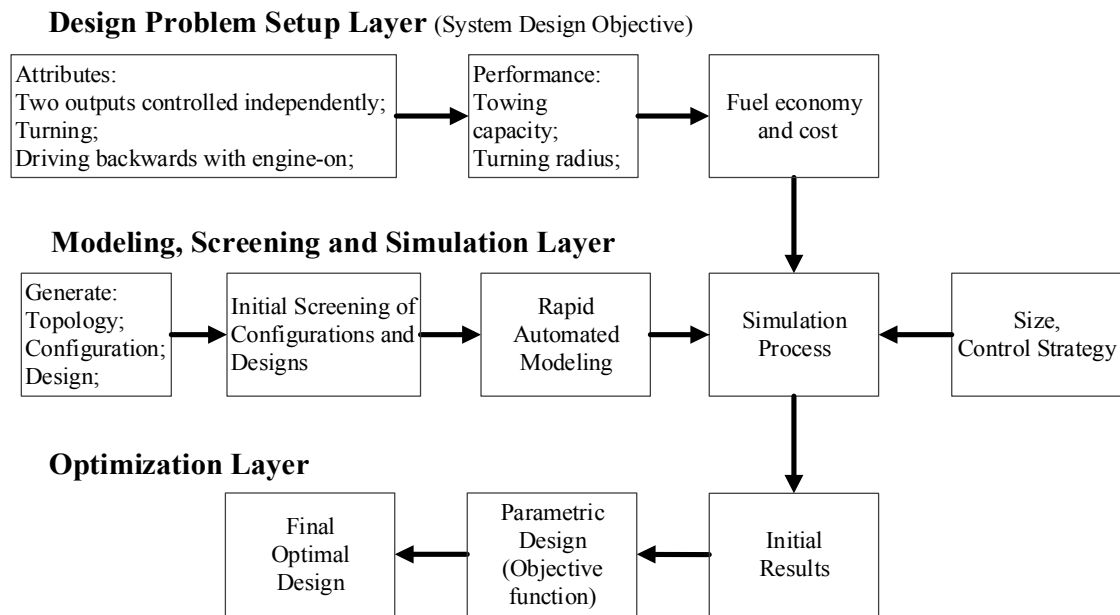 Design Problem Setup Layer (System Design Objective)
Attributes:
Two outputs controlled independently;
Turning;
Driving backwards with engine-on;
Performance:
Towing
capacity;
Turning radius;
Fuel economy
and cost
Modeling, Screening and Simulation Layer
Generate:
Topology;
Configuration;
Design;
Initial Screening of
Configurations and
Designs
Rapid
Automated
Modeling
Simulation
Process
Size,
Control Strategy
Optimization Layer
Final
Optimal
Design
Parametric
Design
(Objective
function)
Initial
Results